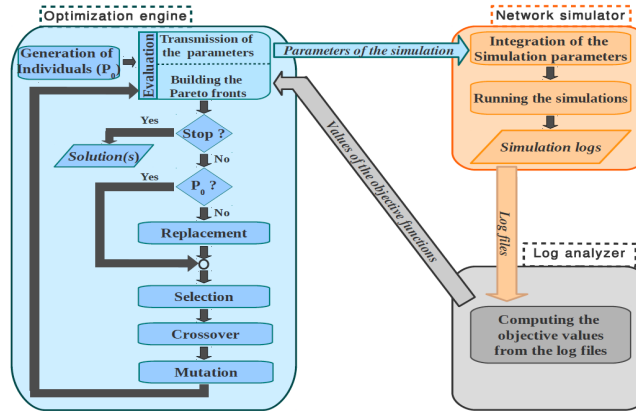 Optimization engine
Generation of
Individuals (P0)
Evaluation
Transmission of
the parameters
Building the
Pareto fronts
Yes
Stop ?
Solution(s)
No
Yes
P0 ?
No
Replacement
Selection
Crossover
Mutation
Parameters of the simulation
Values of the objective functions
Network simulator
Integration of the
Simulation parameters
Running the simulations
Simulation logs
Log files
Log analyzer
Computing the
objective values
from the log files